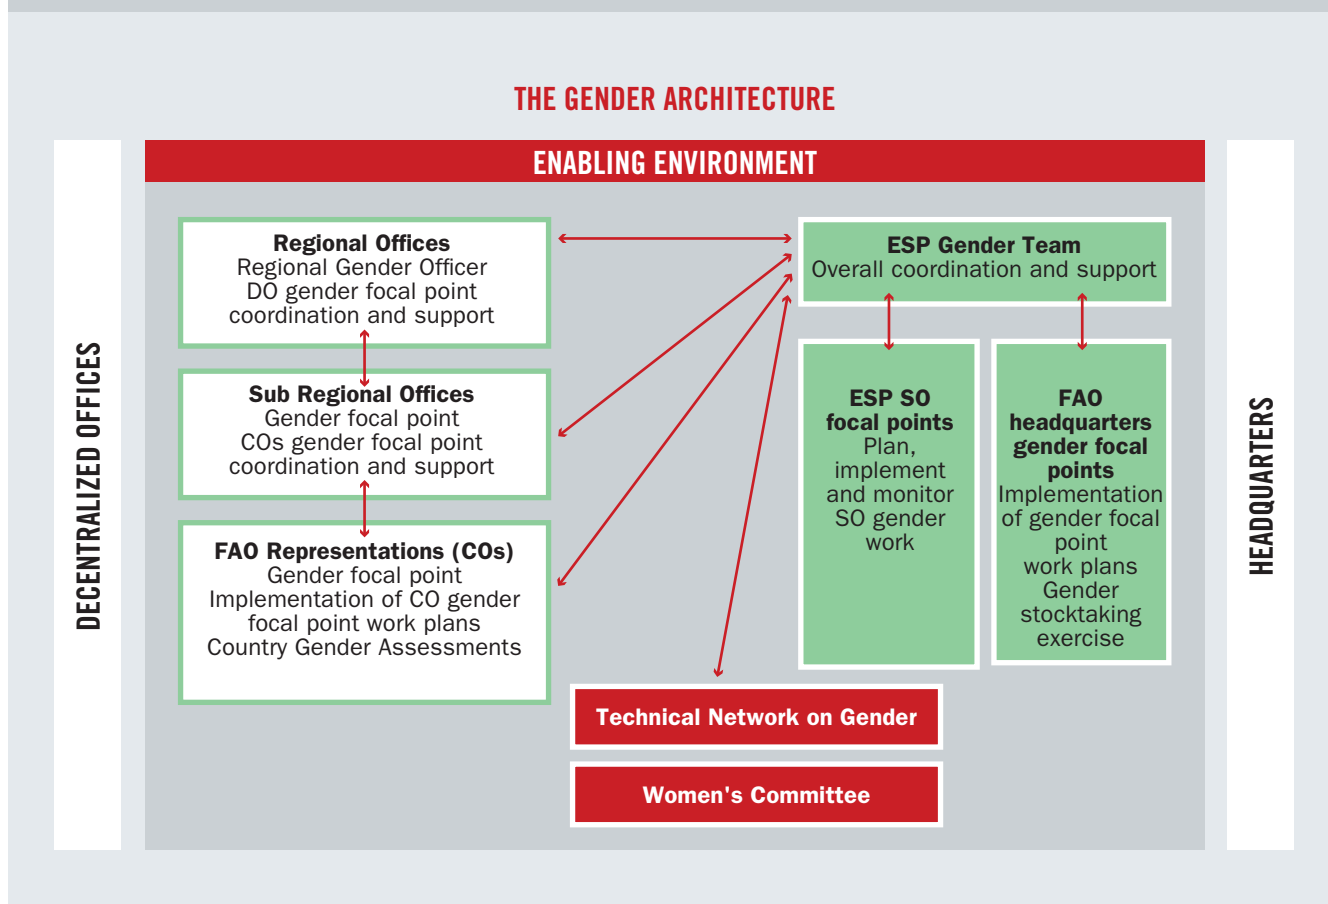 THE GENDER ARCHITECTURE
ENABLING ENVIRONMENT
DECENTRALIZED OFFICES
Regional Offices
Regional Gender Officer
DO gender focal point
coordination and support
Sub Regional Offices
Gender focal point
COs gender focal point
coordination and support
FAO Representations (COs)
Gender focal point
Implementation of CO gender
focal point work plans
Country Gender Assessments
ESP Gender Team
Overall coordination and support
ESP SO
focal points
Plan,
implement
and monitor
SO gender
work
FAO
headquarters
gender focal
points
Implementation
of gender focal
point
work plans
Gender
stocktaking
exercise
Technical Network on Gender
Women's Committee
HEADQUARTERS